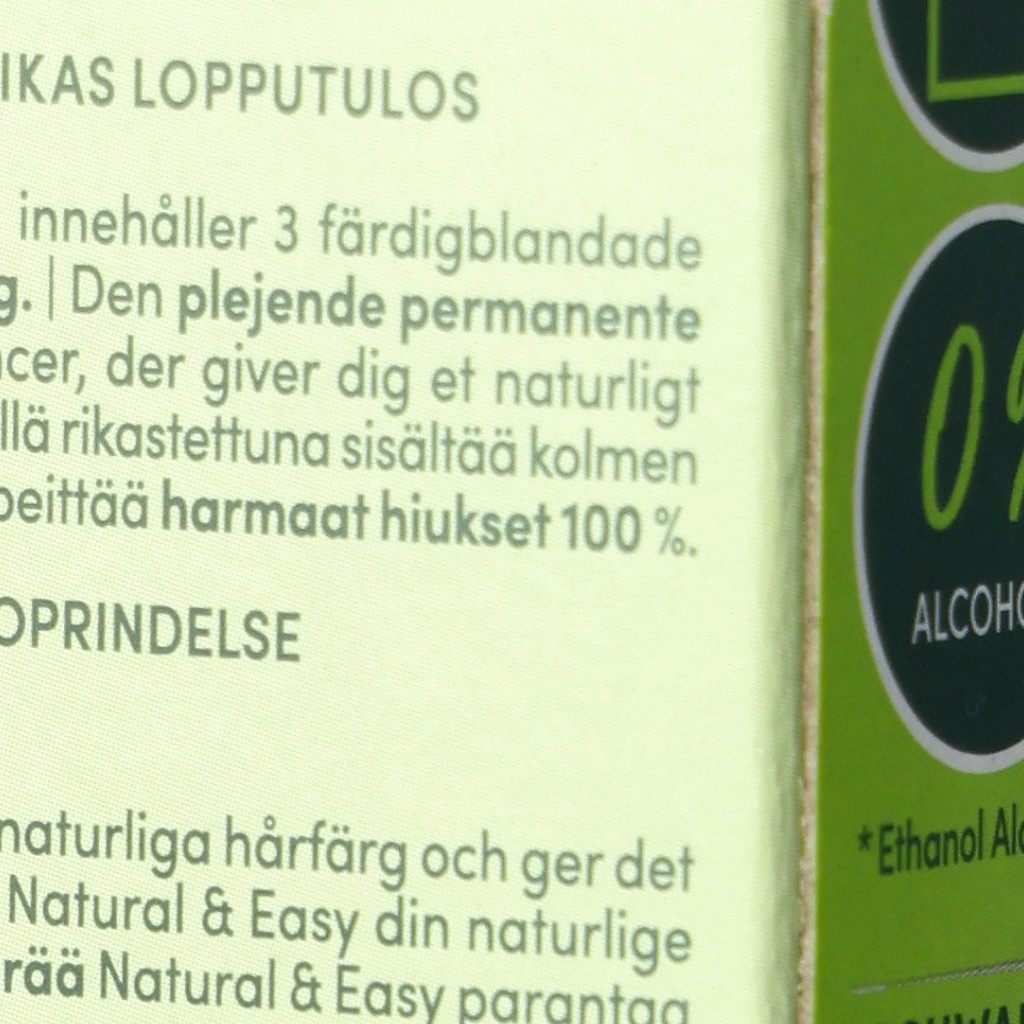 IKAS LOPPUTULOS
innehåller 3 färdigblandade
g. | Den plejende permanente
cer, der giver dig et naturligt
llä rikastettuna sisältää kolmen
peittää harmaat hiukset 100 %.
OPRINDELSE
naturliga hårfärg och ger det
Natural & Easy din naturlige
rää Natural & Easy parantaa
0 %
ALCOHO
*Ethanol Alc